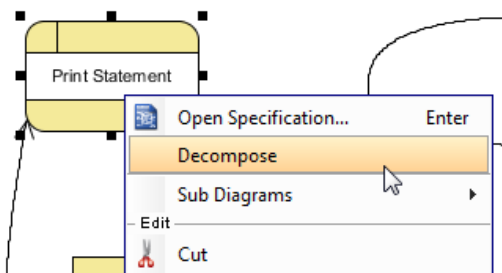 Print Statement
Open Specification... Enter
Decompose
Sub Diagrams
Edit
Cut